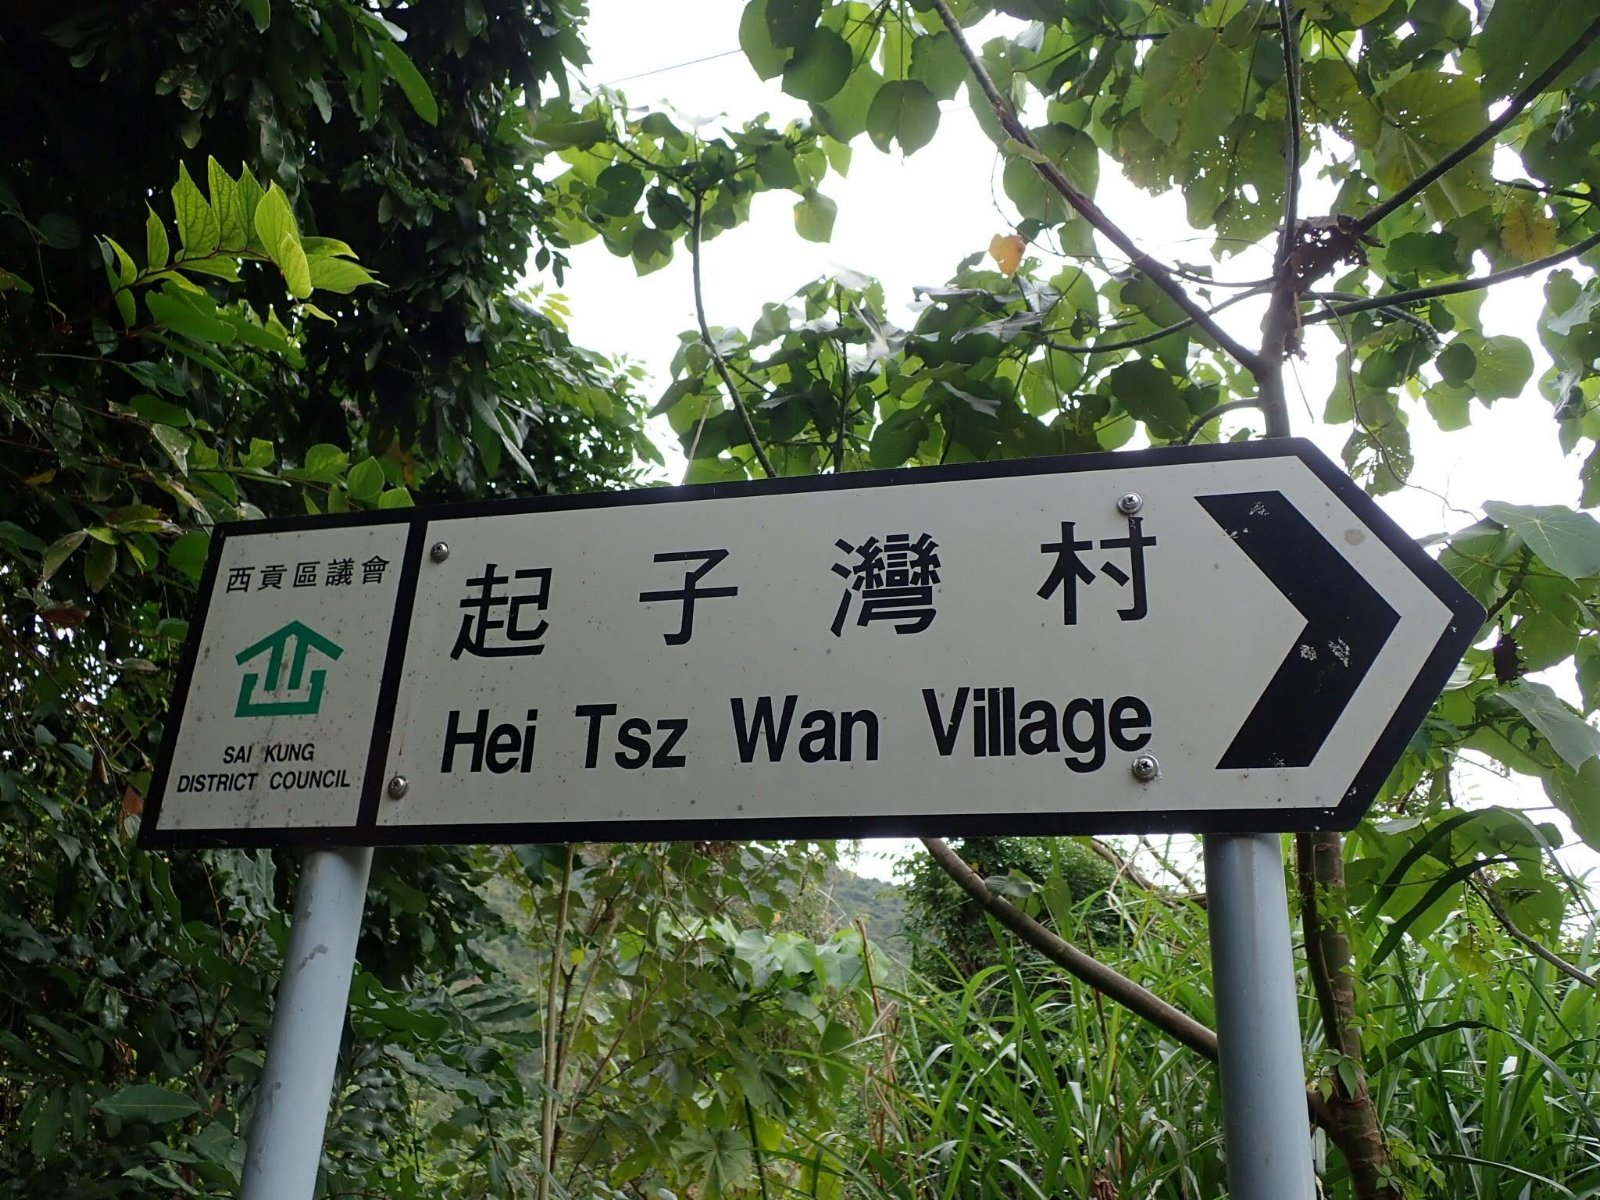 西貢區議會
SAI KUNG
DISTRICT COUNCIL
起子灣村
Hei Tsz Wan Village